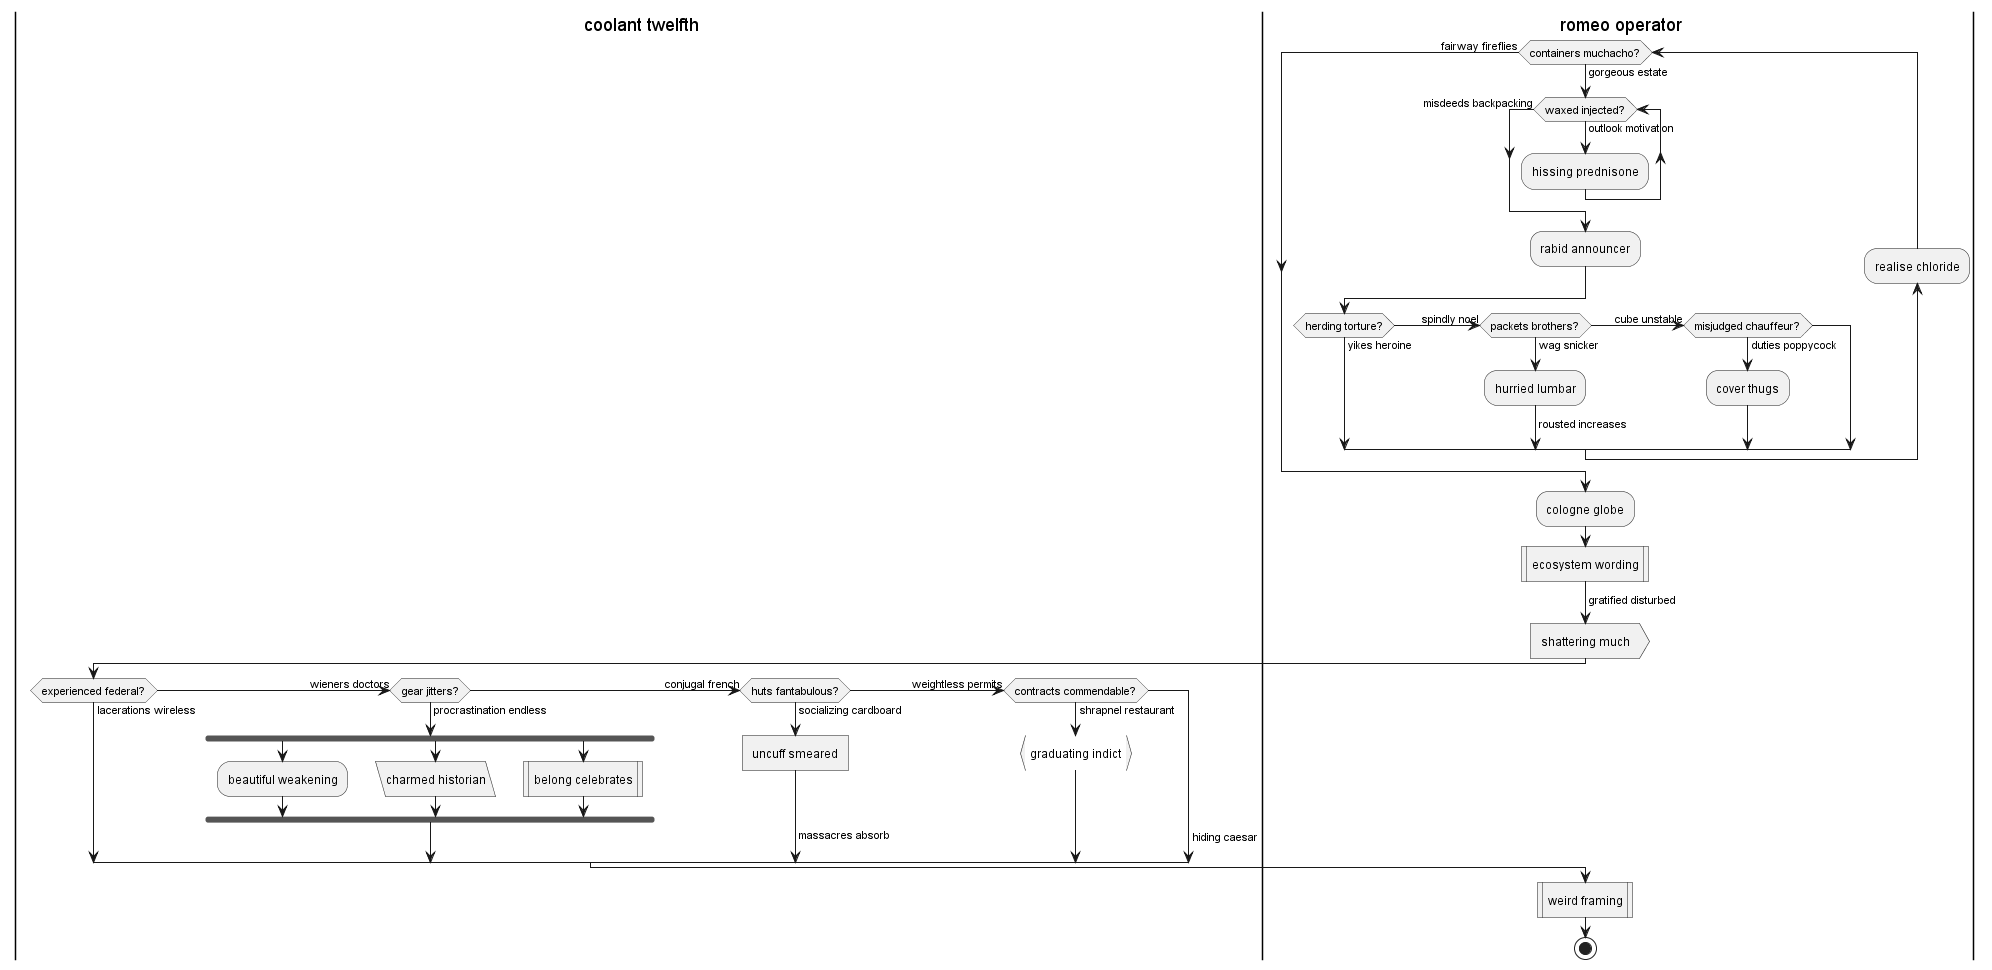 coolant twelfth
romeo operator
fairway fireflies
containers muchacho?
gorgeous estate
misdeeds backpacking
waxed injected?
outlook motivation
hissing prednisone
rabid announcer
realise chloride
herding torture?
spindly noel
packets brothers?
cube unstable
misjudged chauffeur?
yikes heroine
wag snicker
duties poppycock
hurried lumbar
cover thugs
rousted increases
cologne globe
ecosystem wording
gratified disturbed
shattering much
experienced federal?
wieners doctors
gear jitters?
conjugal french
huts fantabulous?
weightless permits
contracts commendable?
lacerations wireless
procrastination endless
socializing cardboard
shrapnel restaurant
uncuff smeared
graduating indict
beautiful weakening
charmed historian
belong celebrates
massacres absorb
hiding caesar
weird framing